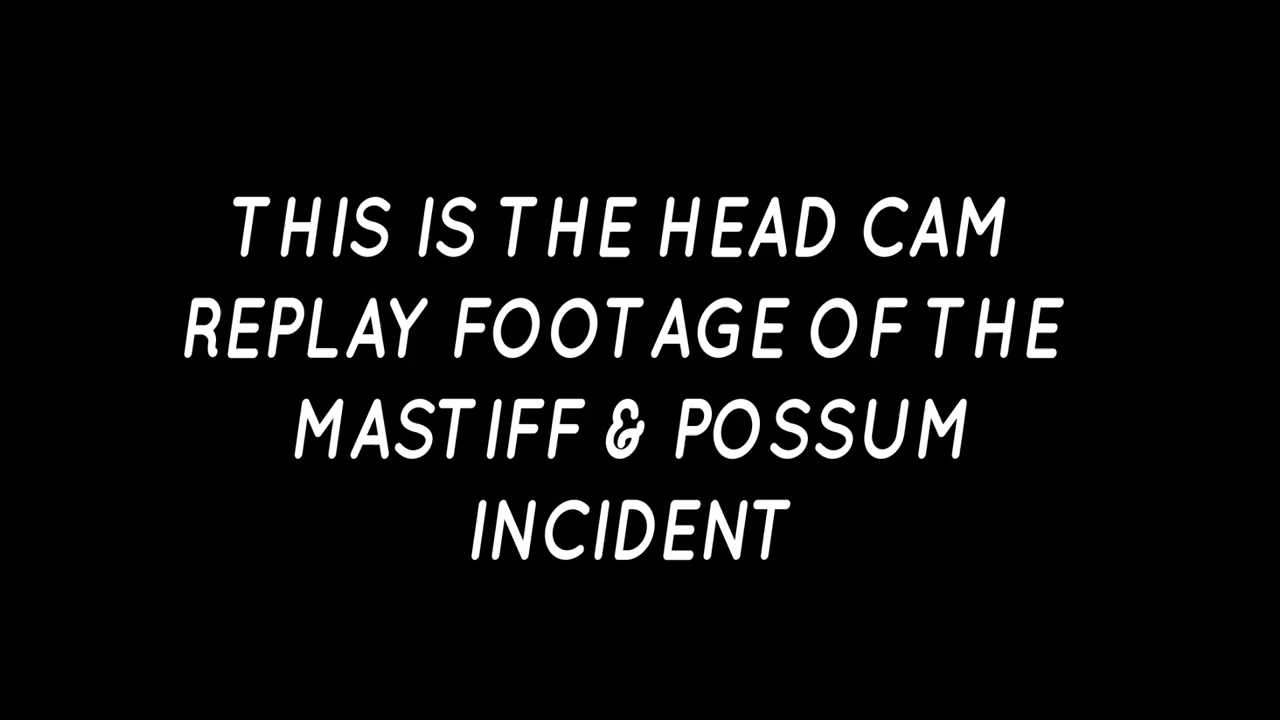 THIS IS THE HEAD CAM
REPLAY FOOTAGE OF THE
MASTIFF & POSSUM
INCIDENT